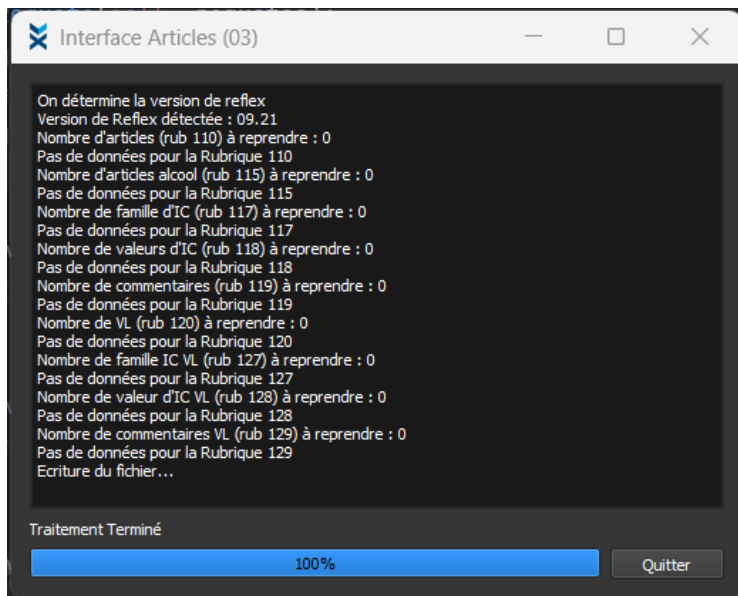 Interface Articles (03)
On détermine la version de reflex
Version de Reflex détectée : 09.21
Nombre d'articles (rub 110) à reprendre : 0
Pas de données pour la Rubrique 110
Nombre d'articles alcool (rub 115) à reprendre : 0
Pas de données pour la Rubrique 115
Nombre de famille d'IC (rub 117) à reprendre : 0
Pas de données pour la Rubrique 117
Nombre de valeurs d'IC (rub 118) à reprendre : 0
Pas de données pour la Rubrique 118
Nombre de commentaires (rub 119) à reprendre : 0
Pas de données pour la Rubrique 119
Nombre de VL (rub 120) à reprendre : 0
Pas de données pour la Rubrique 120
Nombre de famille IC VL (rub 127) à reprendre : 0
Pas de données pour la Rubrique 127
Nombre de valeur d'IC VL (rub 128) à reprendre : 0
Pas de données pour la Rubrique 128
Nombre de commentaires VL (rub 129) à reprendre : 0
Pas de données pour la Rubrique 129
Ecriture du fichier...
Traitement Terminé
100%
Quitter